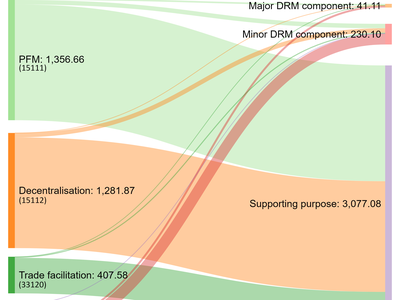 Major DRM component: 41.11
Minor DRM component: 230.10
PFM: 1,356.66
(15111)
Decentralisation: 1,281.87
(15112)
Supporting purpose: 3,077.08
Trade facilitation: 407.58
(33120)